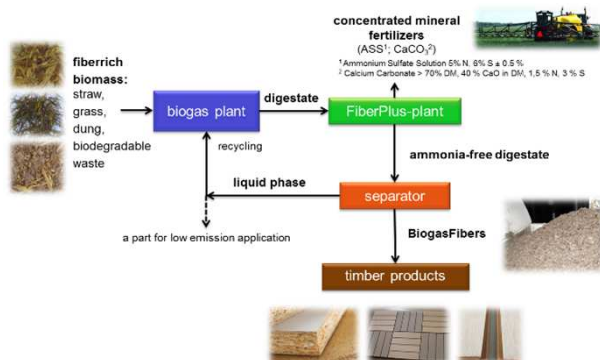 concentrated mineral
fertilizers
(ASS¹; CaCO₃²)
¹ Ammonium Sulfate Solution 5% N, 6% S ± 0.5 %
² Calcium Carbonate > 70% DM, 40 % CaO in DM, 1,5 % N, 3 % S
fiberrich
biomass:
straw,
grass,
dung,
biodegradable
waste
biogas plant
digestate
FiberPlus-plant
recycling
ammonia-free digestate
liquid phase
separator
a part for low emission application
BiogasFibers
timber products